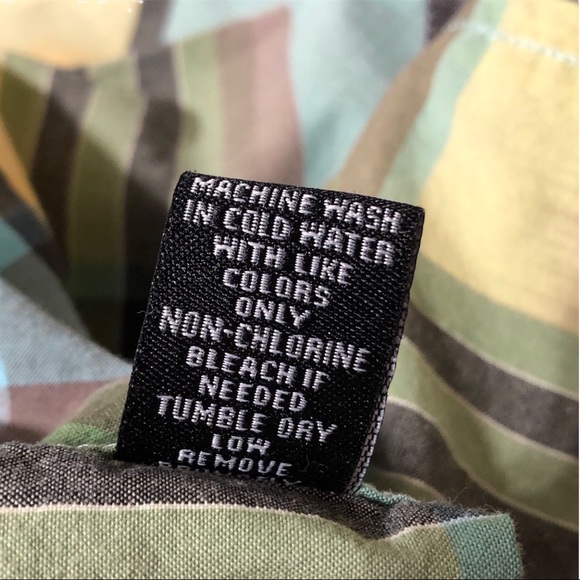 MACHINE WASH
IN COLD WATER
WITH LIKE
COLORS
ONLY
NON-CHLORINE
BLEACH IF
NEEDED
TUMBLE DRY
LOW
REMOVE